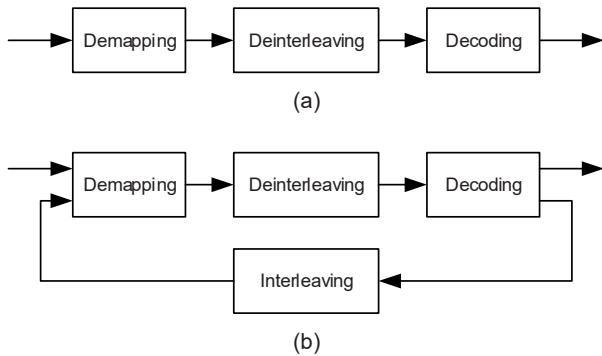 Demapping
Deinterleaving
Decoding
(a)
Demapping
Deinterleaving
Decoding
Interleaving
(b)